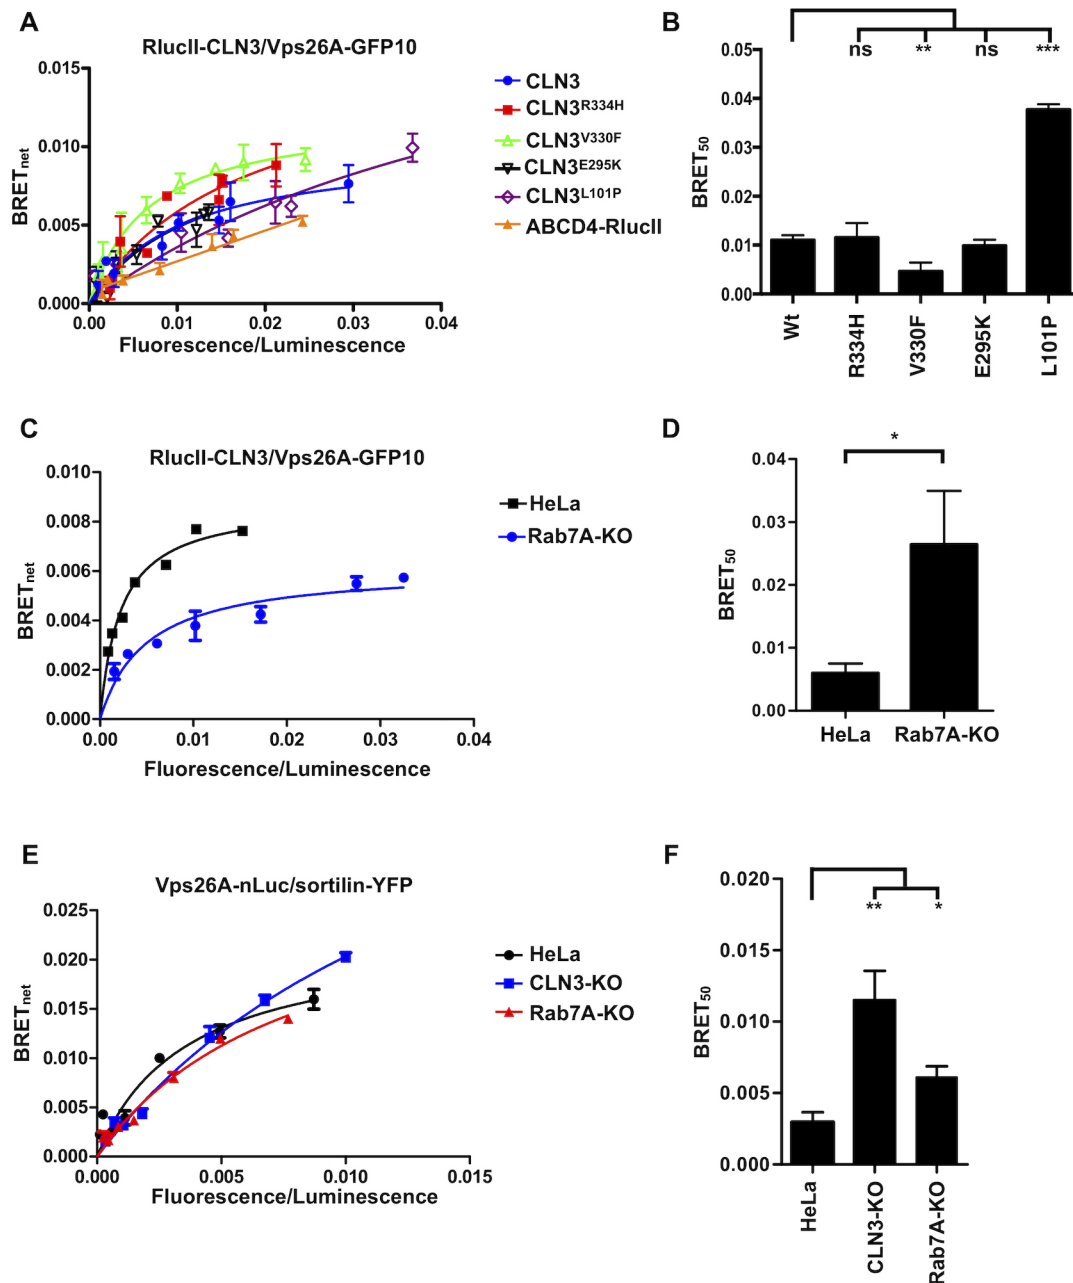 A
RlucII-CLN3/Vps26A-GFP10
0.015
0.010
0.005
0.000
BRETnet
0.00 0.01 0.02 0.03 0.04
Fluorescence/Luminescence
CLN3
CLN3R334H
CLN3V330F
CLN3E295K
CLN3L101P
ABCD4-RlucII
B
ns ** ns ***
0.05
0.04
0.03
0.02
0.01
0.00
BRET50
Wt
R334H
V330F
E295K
L101P
C
RlucII-CLN3/Vps26A-GFP10
0.010
0.008
0.006
0.004
0.002
0.000
BRETnet
0.00 0.01 0.02 0.03 0.04
Fluorescence/Luminescence
HeLa
Rab7A-KO
D
*
0.04
0.03
0.02
0.01
0.00
BRET50
HeLa Rab7A-KO
E
Vps26A-nLuc/sortilin-YFP
0.025
0.020
0.015
0.010
0.005
0.000
BRETnet
0.000 0.005 0.010 0.015
Fluorescence/Luminescence
HeLa
CLN3-KO
Rab7A-KO
F
** *
0.020
0.015
0.010
0.005
0.000
BRET50
HeLa
CLN3-KO
Rab7A-KO